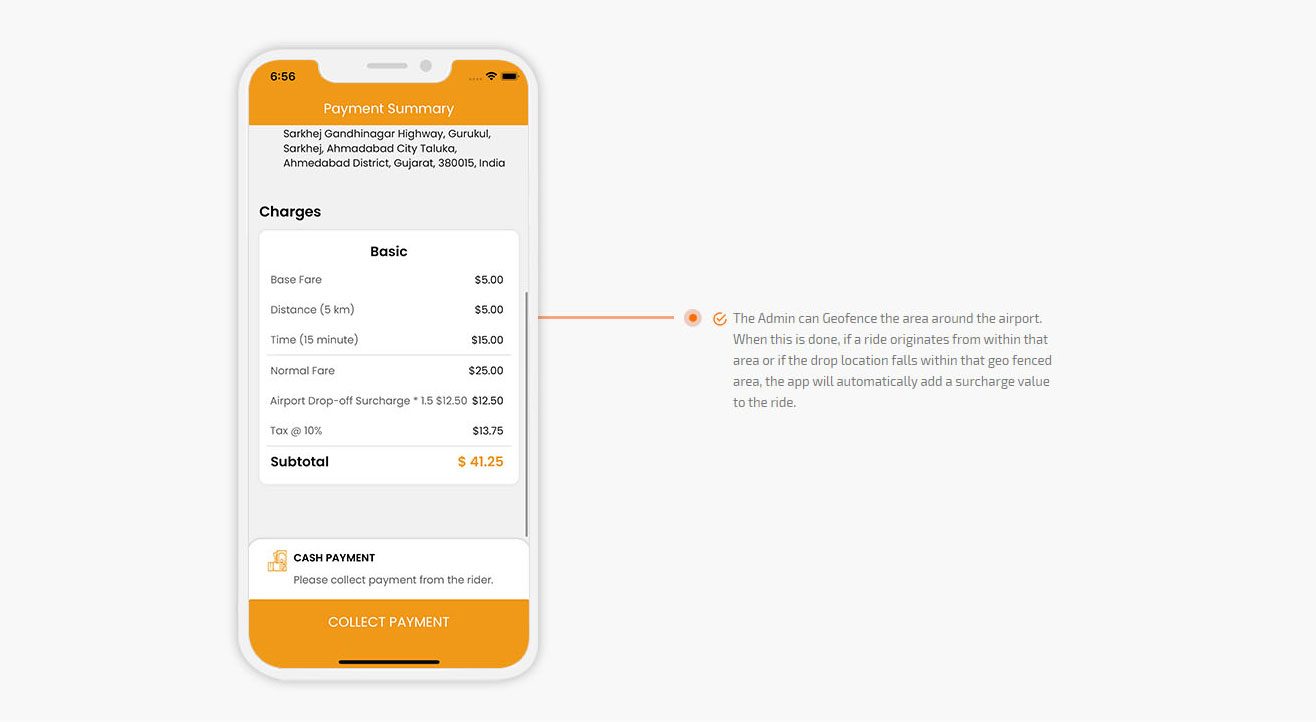 6:56
Payment Summary
Sarkhej Gandhinagar Highway, Gurukul,
Sarkhej, Ahmadabad City Taluka,
Ahmedabad District, Gujarat, 380015, India
Charges
Basic
Base Fare $5.00
Distance (5 km) $5.00
Time (15 minute) $15.00
Normal Fare $25.00
Airport Drop-off Surcharge * 1.5 $12.50 $12.50
Tax @ 10% $13.75
Subtotal $ 41.25
CASH PAYMENT
Please collect payment from the rider.
COLLECT PAYMENT
The Admin can Geofence the area around the airport.
When this is done, if a ride originates from within that
area or if the drop location falls within that geo fenced
area, the app will automatically add a surcharge value
to the ride.